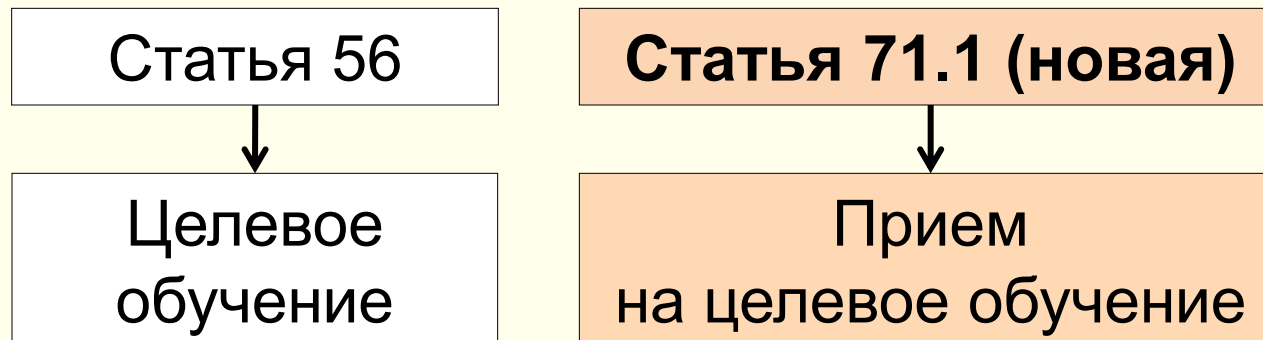 Статья 56
Целевое
обучение
Статья 71.1 (новая)
Прием
на целевое обучение